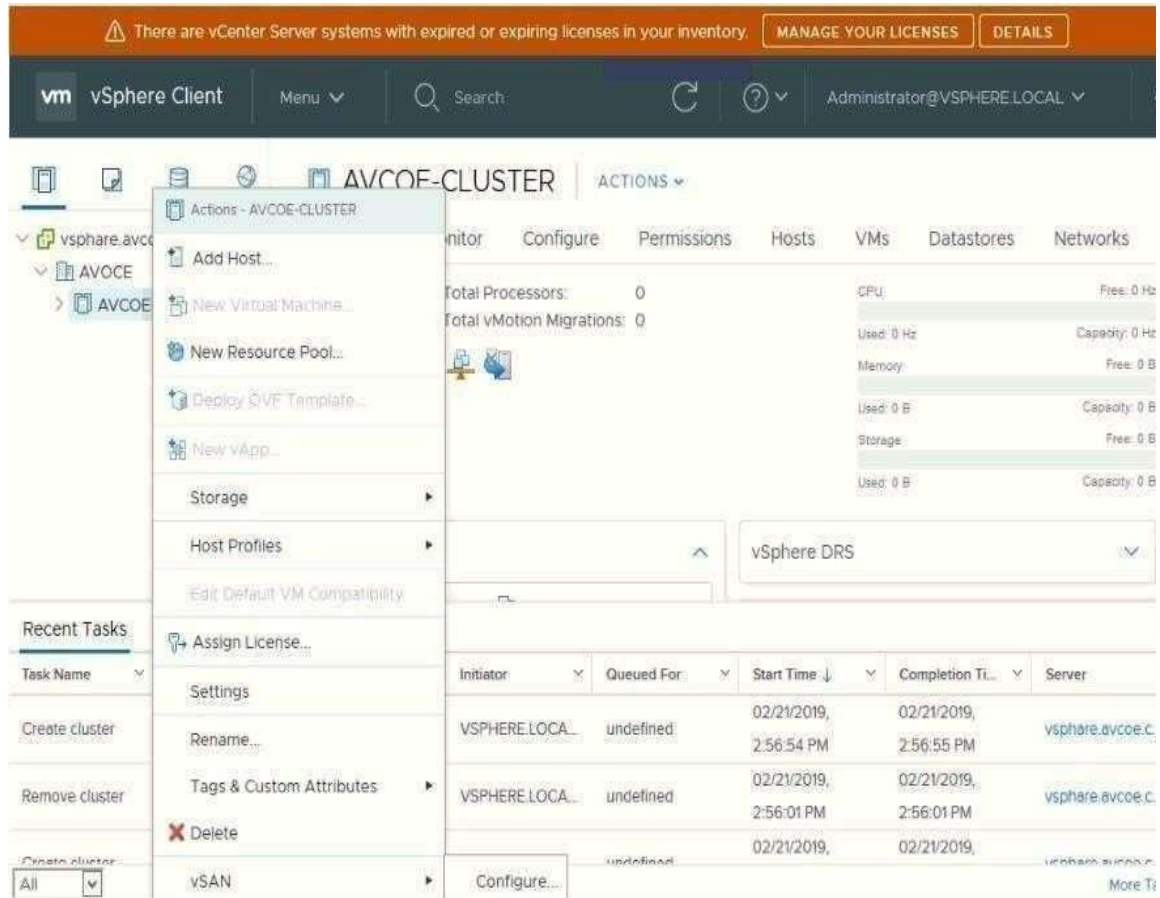 There are vCenter Server systems with expired or expiring licenses in your inventory. MANAGE YOUR LICENSES DETAILS
vm vSphere Client Menu Search Administrator@VSPHERE.LOCAL
AVCOE-CLUSTER ACTIONS
Actions - AVCOE-CLUSTER
vsphare.avco nitor Configure Permissions Hosts VMs Datastores Networks
AVOCE
AVCOE
Add Host...
New Virtual Machine...
New Resource Pool...
Deploy OVF Template...
New vApp...
Storage
Host Profiles
Edit Default VM Compatibility
Assign License...
Settings
Rename...
Tags & Custom Attributes
Delete
vSAN
Configure...
Total Processors: 0
Total vMotion Migrations: 0
CPU Free: 0 Hz
Used: 0 Hz Capacity: 0 Hz
Memory Free: 0 B
Used: 0 B Capacity: 0 B
Storage Free: 0 B
Used: 0 B Capacity: 0 B
vSphere DRS
Recent Tasks
Task Name Initiator Queued For Start Time Completion Ti... Server
Create cluster VSPHERE.LOCA... undefined 02/21/2019, 2:56:54 PM 02/21/2019, 2:56:55 PM vsphare.avcoe.c.
Remove cluster VSPHERE.LOCA... undefined 02/21/2019, 2:56:01 PM 02/21/2019, 2:56:01 PM vsphare.avcoe.c.
Create cluster undefined 02/21/2019, 02/21/2019, vsphare.avcoe.c.
All More Ta